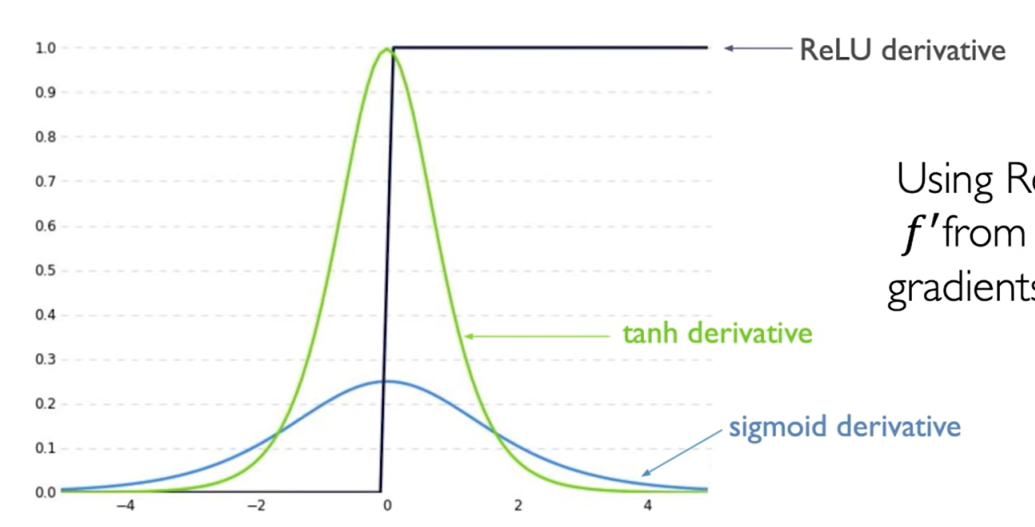 1.0
ReLU derivative
0.9
0.8
0.7
Using
0.6
f′from
0.5
gradients
0.4
tanh derivative
0.3
0.2
sigmoid derivative
0.1
0.0
−4 −2 0 2 4